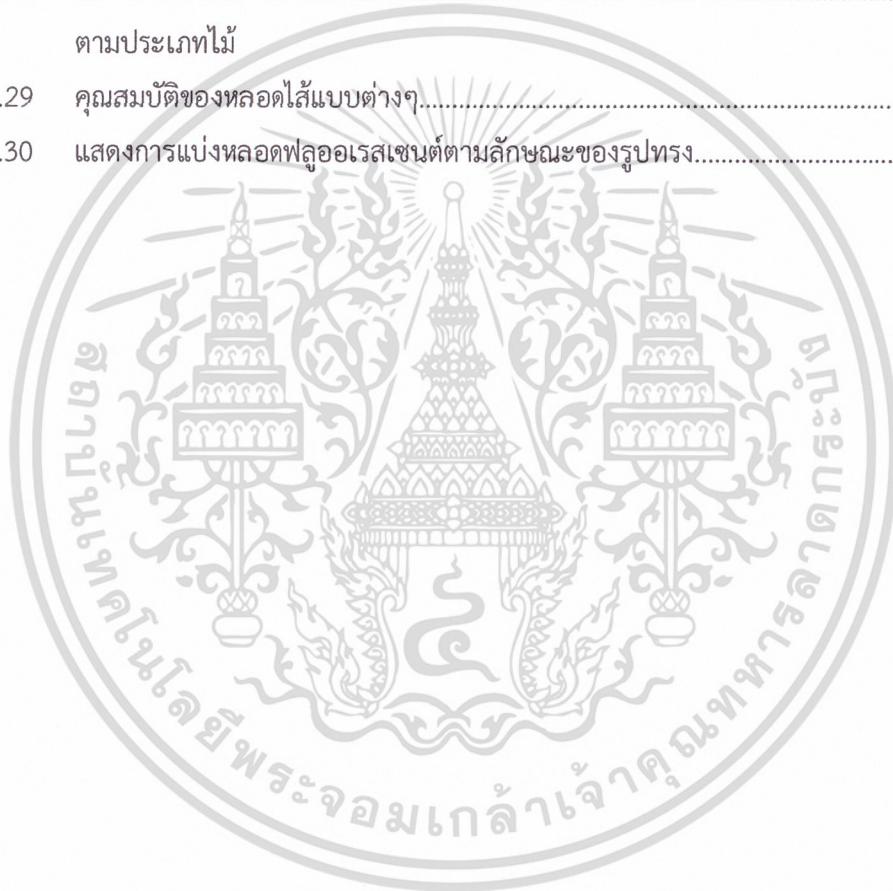 ตามประเภทไม้
.29 คุณสมบัติของหลอดไส้แบบต่างๆ
.30 แสดงการแบ่งหลอดฟลูออเรสเซนต์ตามลักษณะของรูปทรง
๔
สถาบันเทคโนโลยีพระจอมเกล้าเจ้าคุณทหารลาดกระบัง